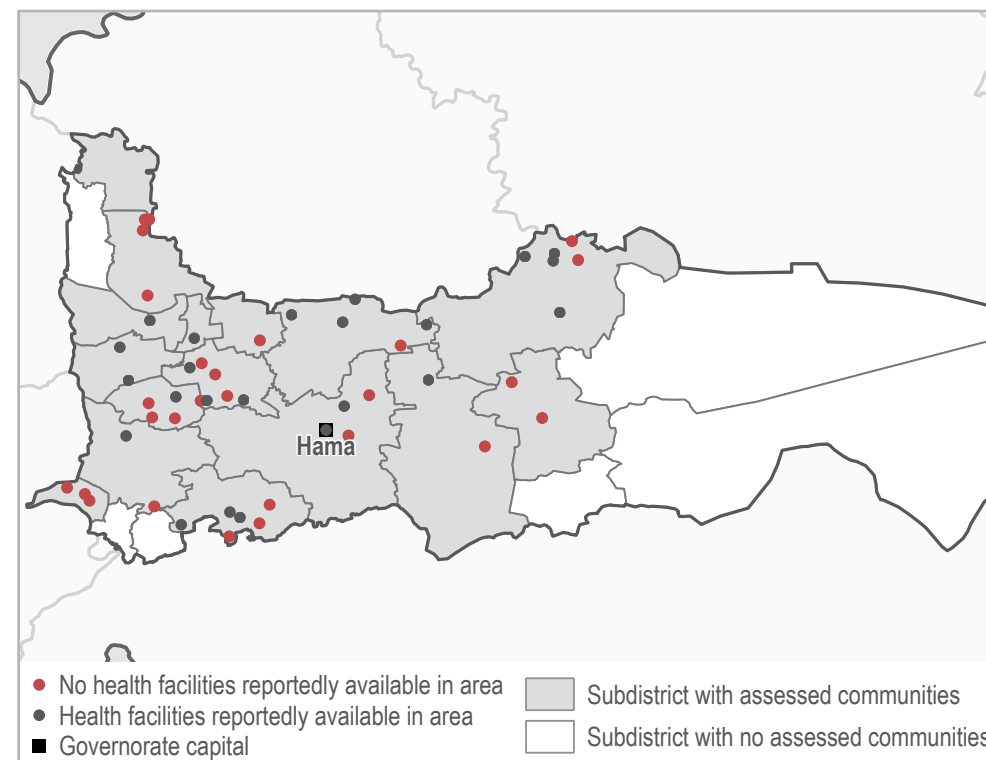 Hama
No health facilities reportedly available in area
Health facilities reportedly available in area
Governorate capital
Subdistrict with assessed communities
Subdistrict with no assessed communities